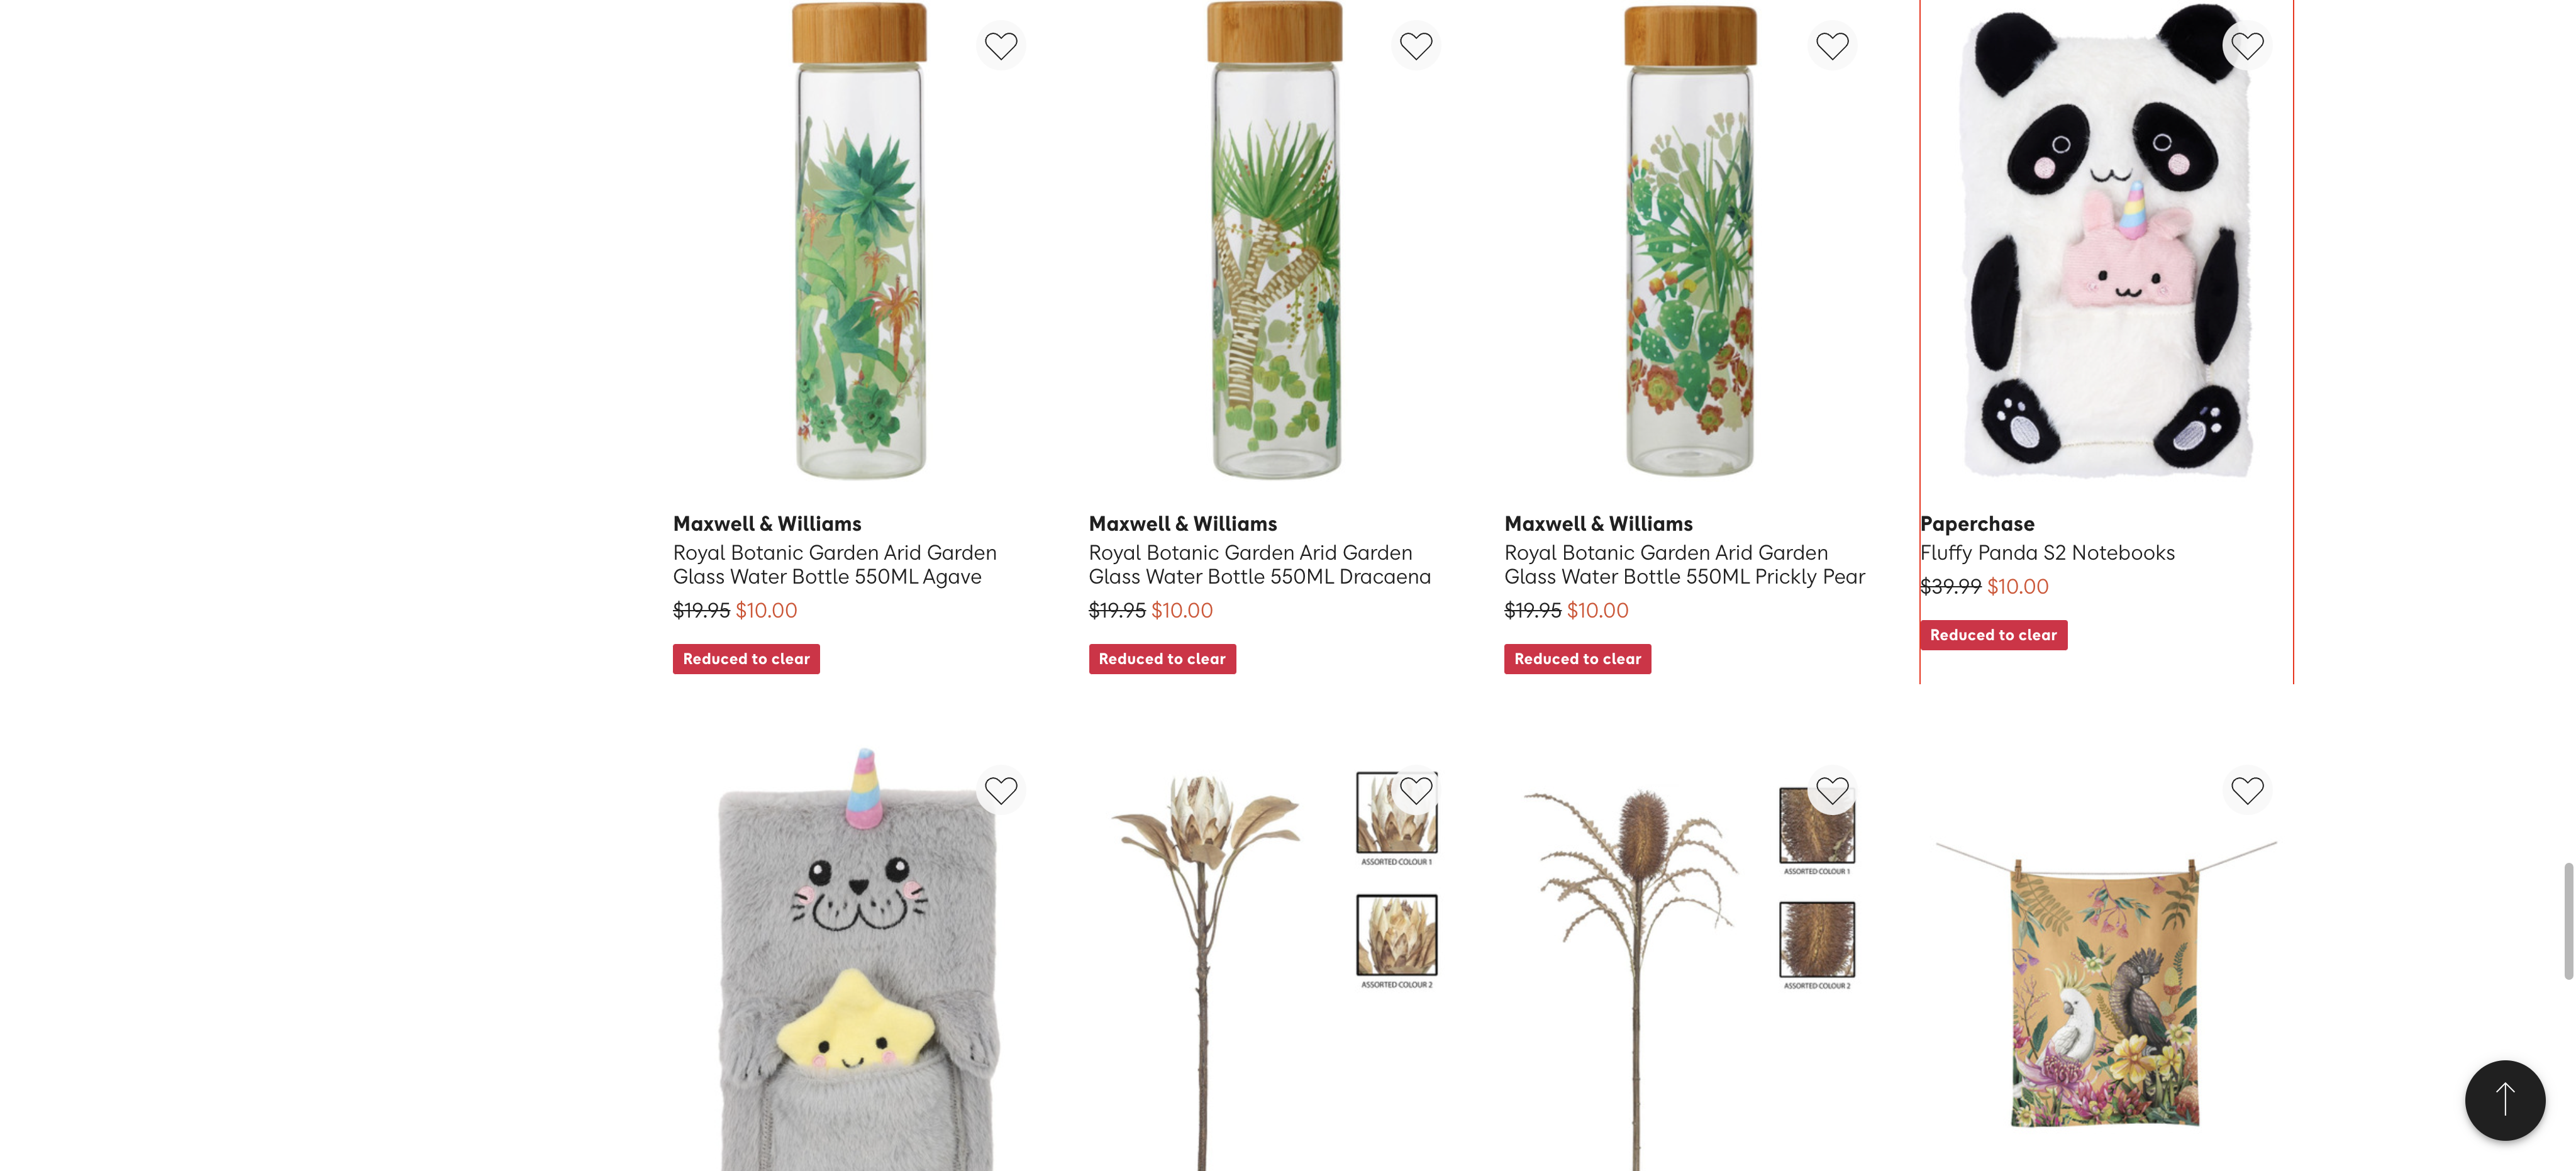 Maxwell & Williams
Royal Botanic Garden Arid Garden
Glass Water Bottle 550ML Agave
$19.95 $10.00
Reduced to clear
Maxwell & Williams
Royal Botanic Garden Arid Garden
Glass Water Bottle 550ML Dracaena
$19.95 $10.00
Reduced to clear
Maxwell & Williams
Royal Botanic Garden Arid Garden
Glass Water Bottle 550ML Prickly Pear
$19.95 $10.00
Reduced to clear
Paperchase
Fluffy Panda S2 Notebooks
$39.99 $10.00
Reduced to clear
ASSORTED COLOUR 1
ASSORTED COLOUR 2
ASSORTED COLOUR 1
ASSORTED COLOUR 2